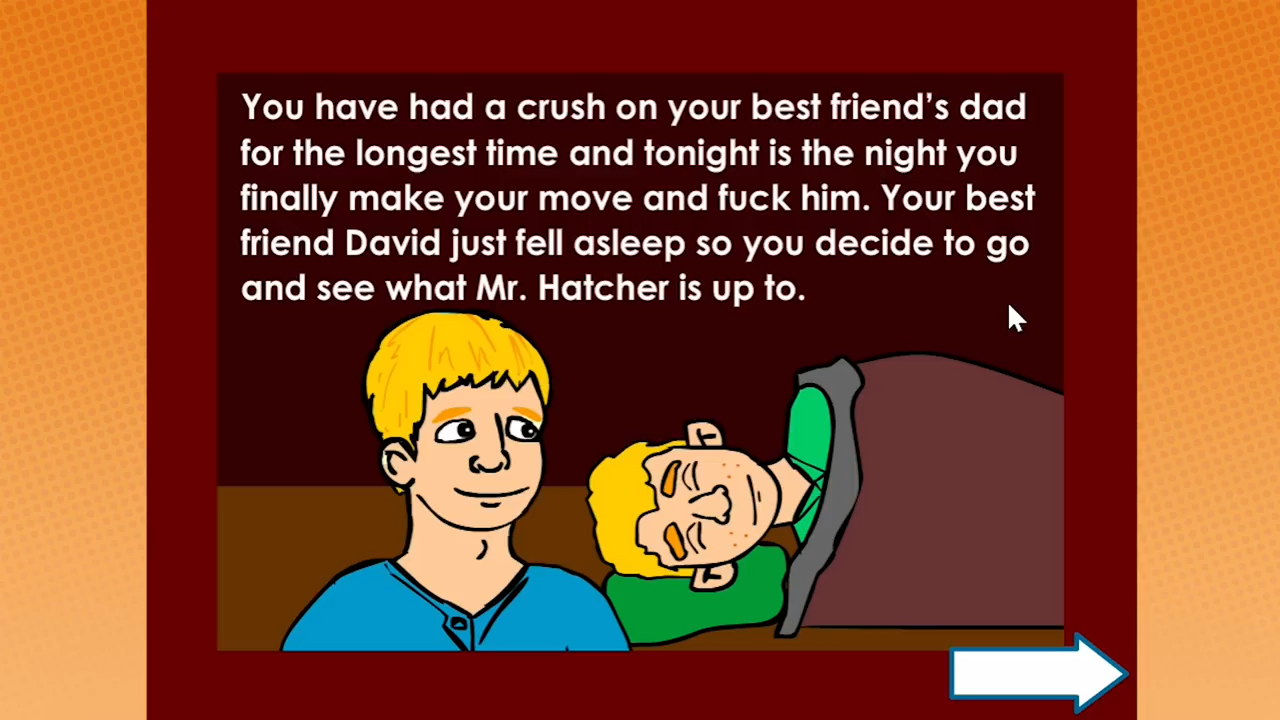 You have had a crush on your best friend’s dad
for the longest time and tonight is the night you
finally make your move and fuck him. Your best
friend David just fell asleep so you decide to go
and see what Mr. Hatcher is up to.